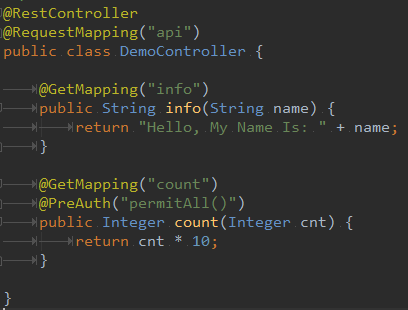 @RestController
@RequestMapping("api")
public class DemoController {
@GetMapping("info")
public String info(String name) {
return "Hello, My Name Is: " + name;
}
@GetMapping("count")
@PreAuth("permitAll()")
public Integer count(Integer cnt) {
return cnt * 10;
}
}